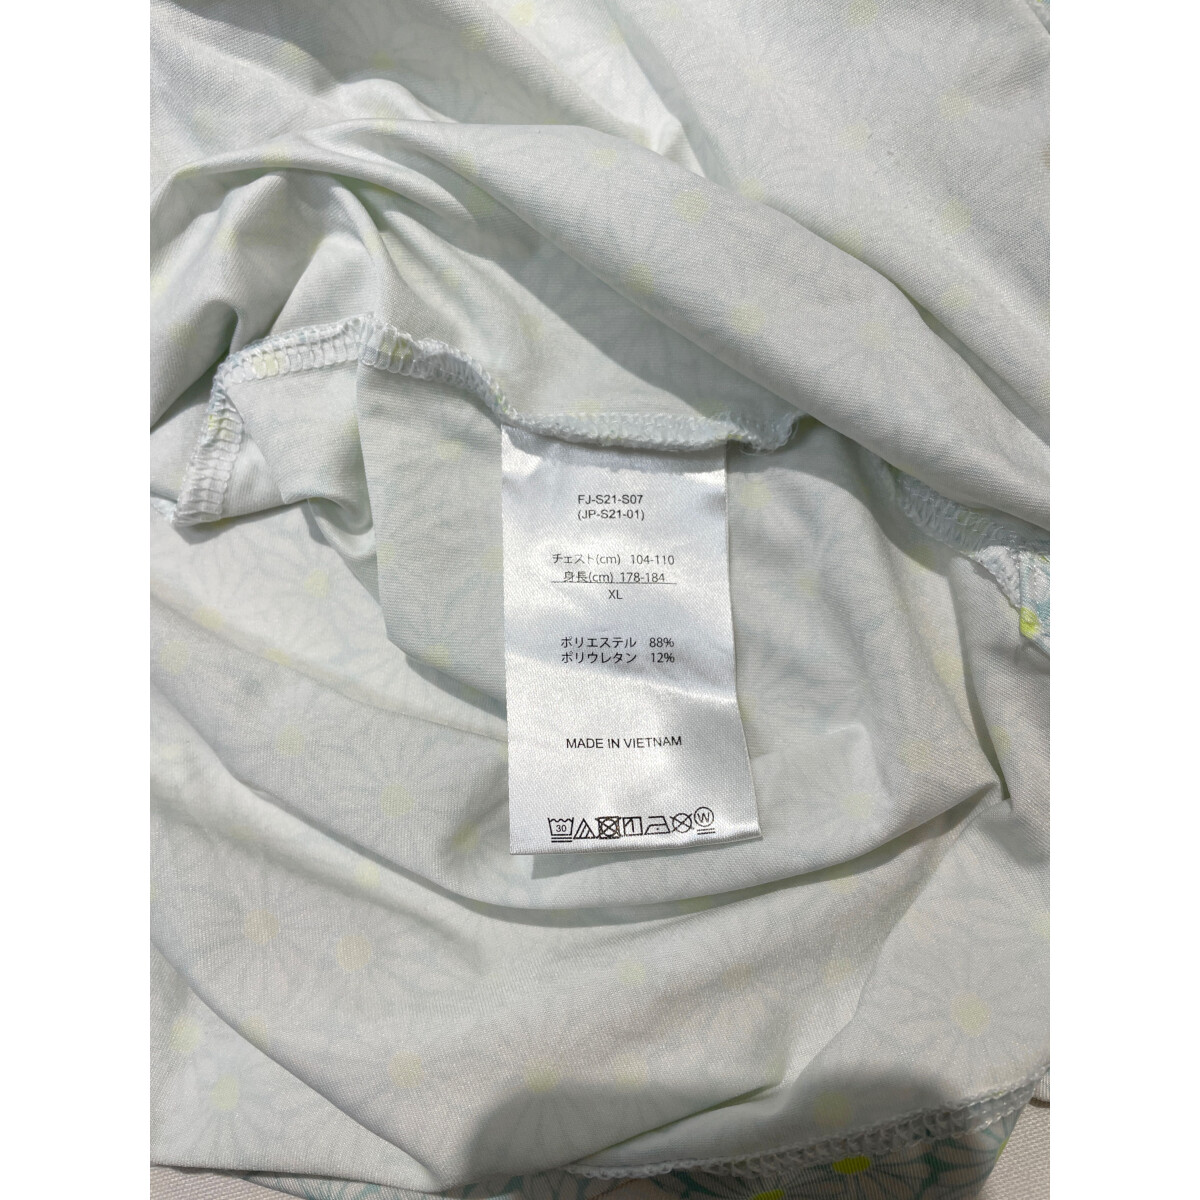 FJ-S21-S07
(JP-S21-01)
チェスト(cm) 104-110
身長(cm) 178-184
XL
ポリエステル 88%
ポリウレタン 12%
MADE IN VIETNAM
30 W